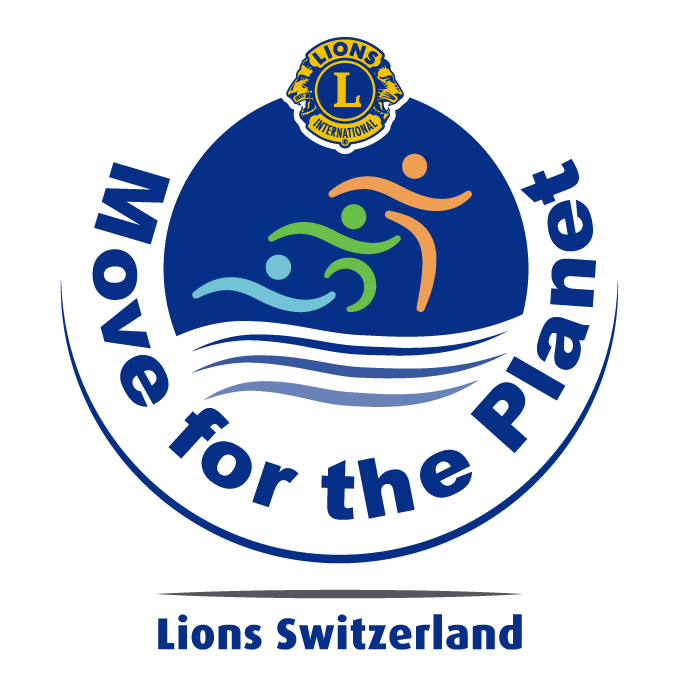 LIONS
L
INTERNATIONAL
®
Move for the Planet
Lions Switzerland